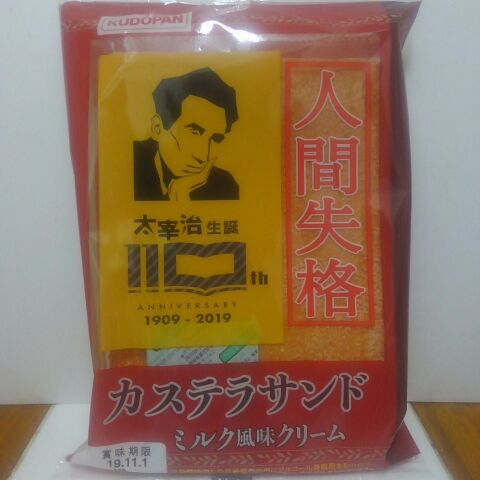 KUDOPAN
人間失格
太宰治生誕
110th
ANNIVERSARY
1909 - 2019
カステラサンド
ミルク風味クリーム
賞味期限
19.11.1